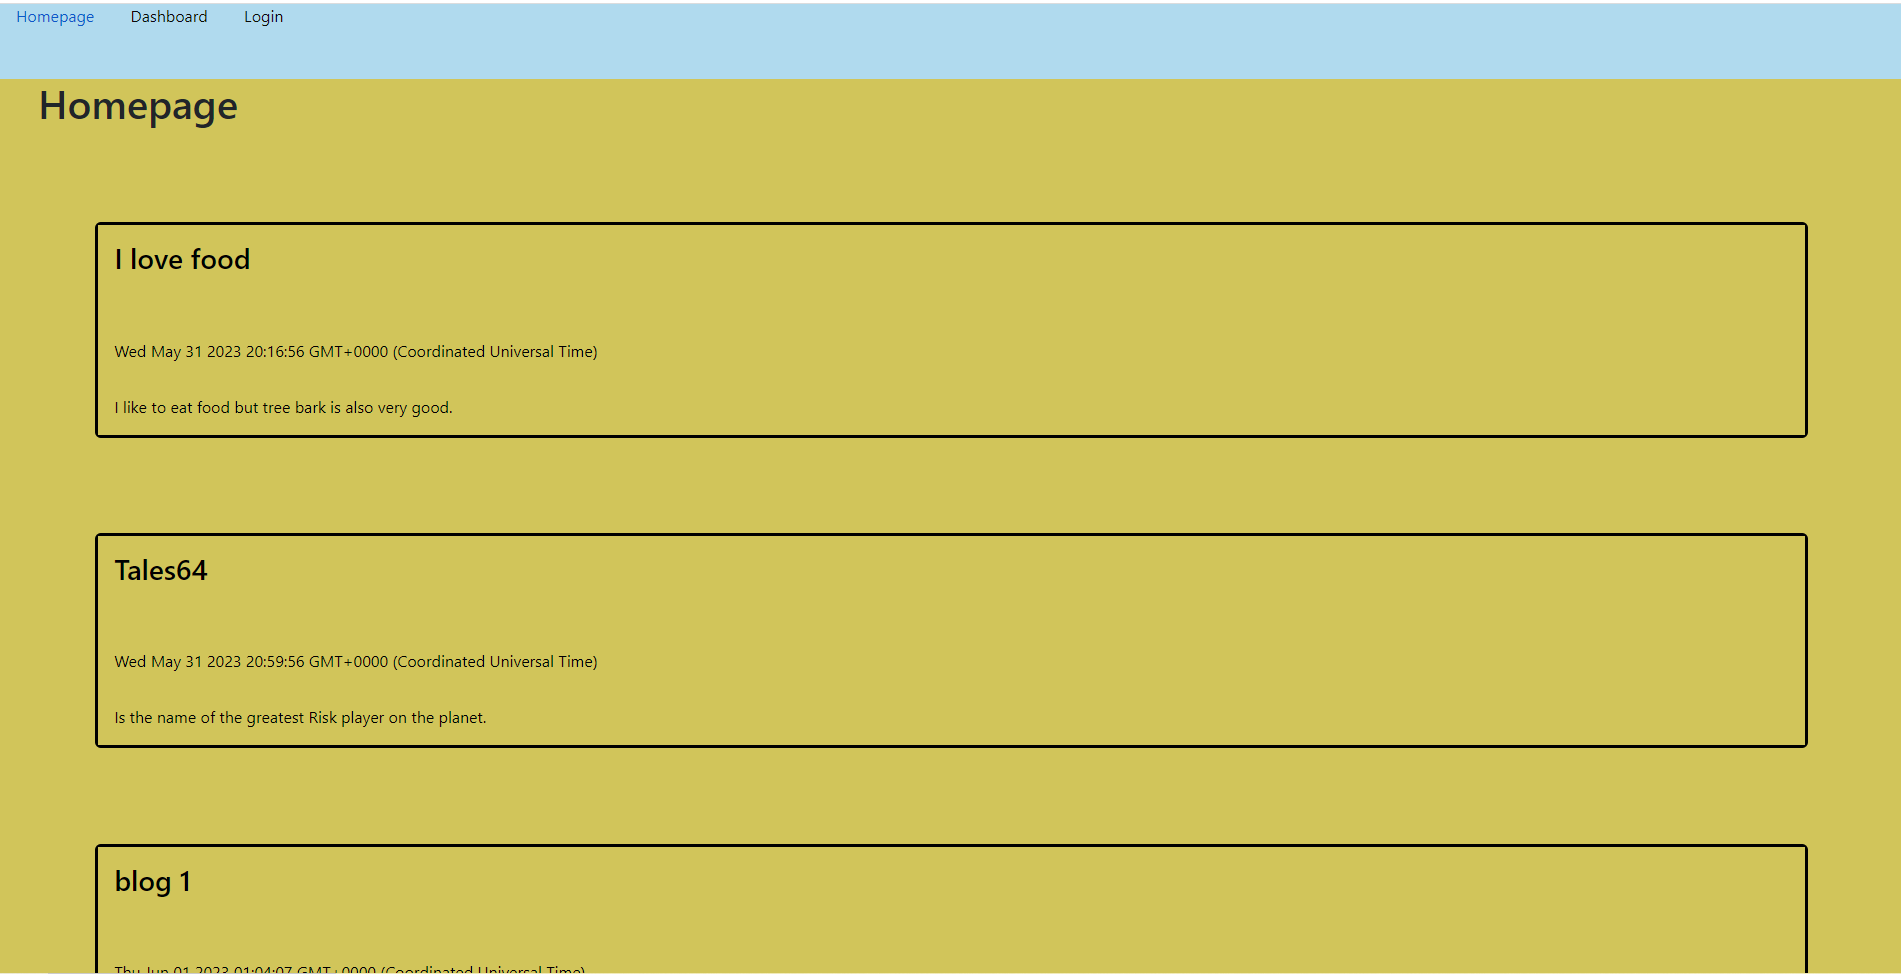 Homepage Dashboard Login
Homepage
I love food
Wed May 31 2023 20:16:56 GMT+0000 (Coordinated Universal Time)
I like to eat food but tree bark is also very good.
Tales64
Wed May 31 2023 20:59:56 GMT+0000 (Coordinated Universal Time)
Is the name of the greatest Risk player on the planet.
blog 1
Thu Jun 01 2023 01:04:07 GMT+0000 (Coordinated Universal Time)